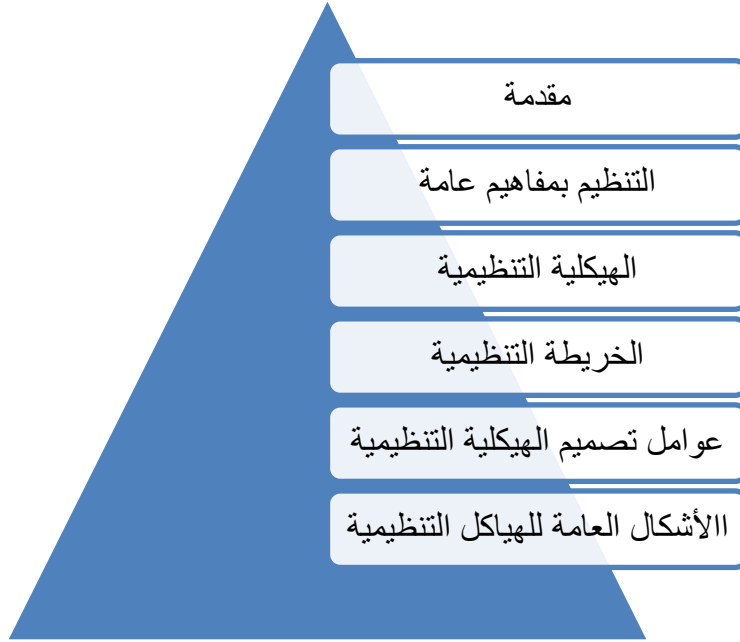 مقدمة
التنظيم بمفاهيم عامة
الهيكلية التنظيمية
الخريطة التنظيمية
عوامل تصميم الهيكلية التنظيمية
االأشكال العامة للهياكل التنظيمية